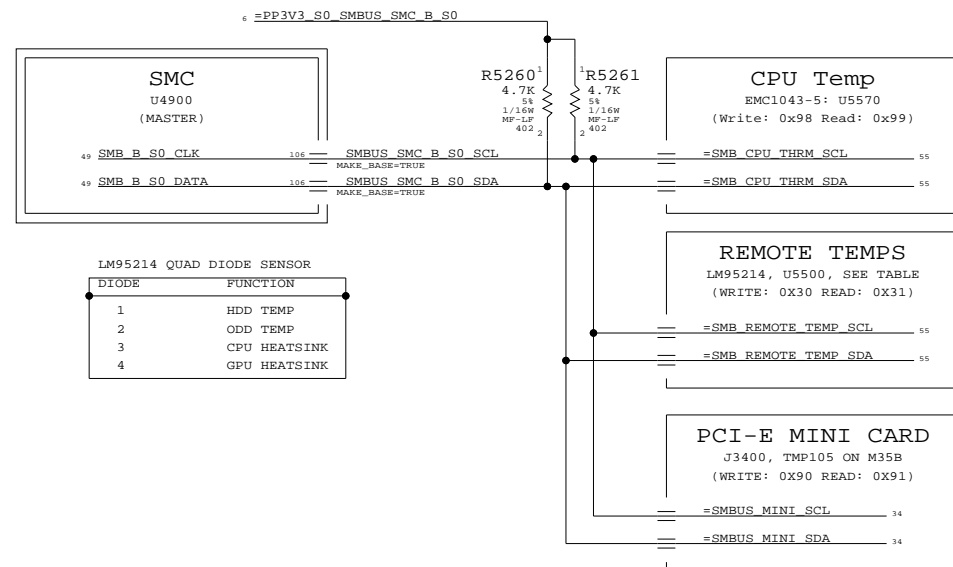 6 =PP3V3_S0_SMBUS_SMC_B_S0
SMC
U4900
(MASTER)
49 SMB_B_S0_CLK
106
SMBUS_SMC_B_S0_SCL
MAKE_BASE=TRUE
49 SMB_B_S0_DATA
106
SMBUS_SMC_B_S0_SDA
MAKE_BASE=TRUE
R5260
1
4.7K
5%
1/16W
MF-LF
402
2
1
R5261
4.7K
5%
1/16W
MF-LF
402
2
CPU Temp
EMC1043-5: U5570
(Write: 0x98 Read: 0x99)
=SMB_CPU_THRM_SCL 55
=SMB_CPU_THRM_SDA 55
REMOTE TEMPS
LM95214, U5500, SEE TABLE
(WRITE: 0X30 READ: 0X31)
=SMB_REMOTE_TEMP_SCL 55
=SMB_REMOTE_TEMP_SDA 55
PCI-E MINI CARD
J3400, TMP105 ON M35B
(WRITE: 0X90 READ: 0X91)
=SMBUS_MINI_SCL 34
=SMBUS_MINI_SDA 34
LM95214 QUAD DIODE SENSOR
DIODE FUNCTION
1 HDD TEMP
2 ODD TEMP
3 CPU HEATSINK
4 GPU HEATSINK